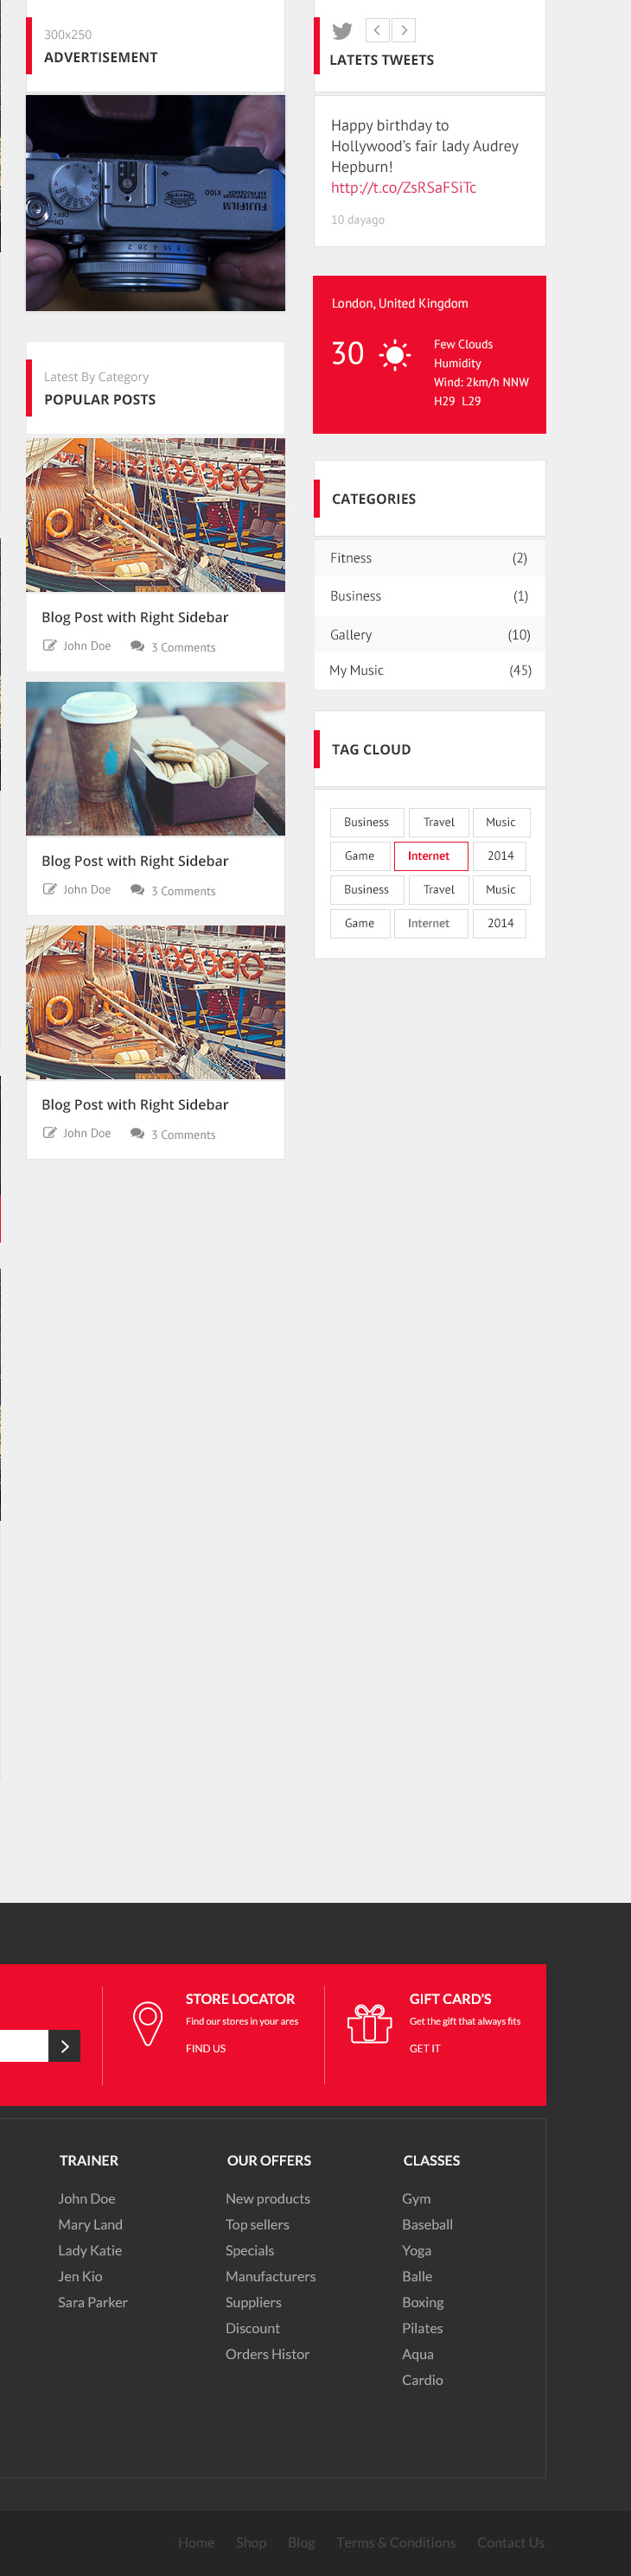 300x250
ADVERTISEMENT
FUJIFILM
X100
Latest By Category
POPULAR POSTS
Blog Post with Right Sidebar
John Doe 3 Comments
Blog Post with Right Sidebar
John Doe 3 Comments
Blog Post with Right Sidebar
John Doe 3 Comments
LATETS TWEETS
Happy birthday to
Hollywood's fair lady Audrey
Hepburn!
http://t.co/ZsRSaFSiTc
10 dayago
London, United Kingdom
30
Few Clouds
Humidity
Wind: 2km/h NNW
H29 L29
CATEGORIES
Fitness (2)
Business (1)
Gallery (10)
My Music (45)
TAG CLOUD
Business Travel Music
Game Internet 2014
Business Travel Music
Game Internet 2014
STORE LOCATOR
Find our stores in your ares
FIND US
GIFT CARD'S
Get the gift that always fits
GET IT
TRAINER
John Doe
Mary Land
Lady Katie
Jen Kio
Sara Parker
OUR OFFERS
New products
Top sellers
Specials
Manufacturers
Suppliers
Discount
Orders Histor
CLASSES
Gym
Baseball
Yoga
Balle
Boxing
Pilates
Aqua
Cardio
Home Shop Blog Terms & Conditions Contact Us